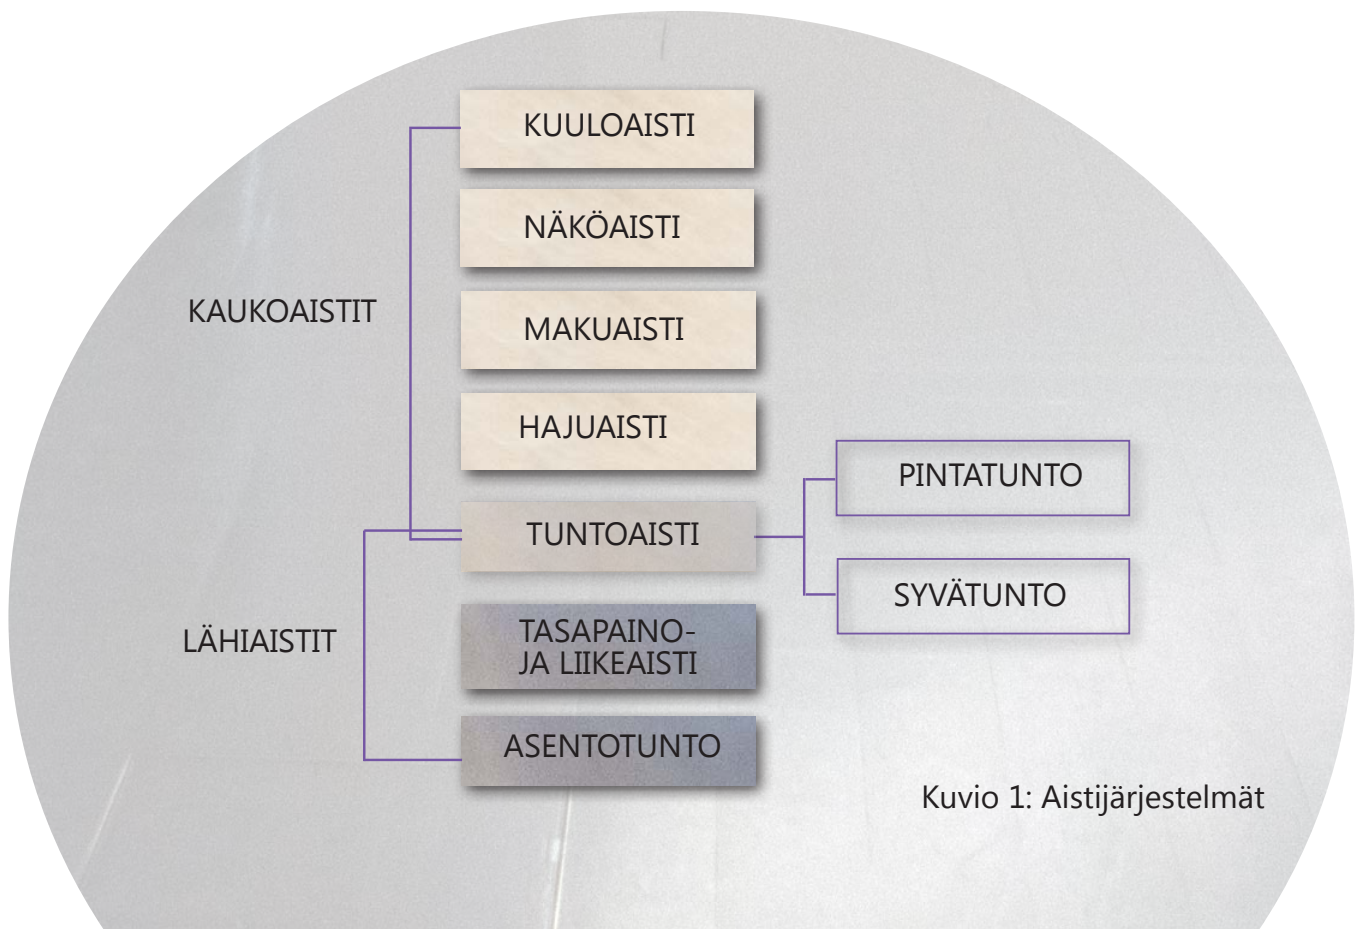 KUULOAISTI
NÄKÖAISTI
KAUKOAISTIT
MAKUAISTI
HAJUAISTI
PINTATUNTO
TUNTOAISTI
SYVÄTUNTO
LÄHIAISTIT
TASAPAINO-
JA LIIKEAISTI
ASENTOTUNTO
Kuvio 1: Aistijärjestelmät